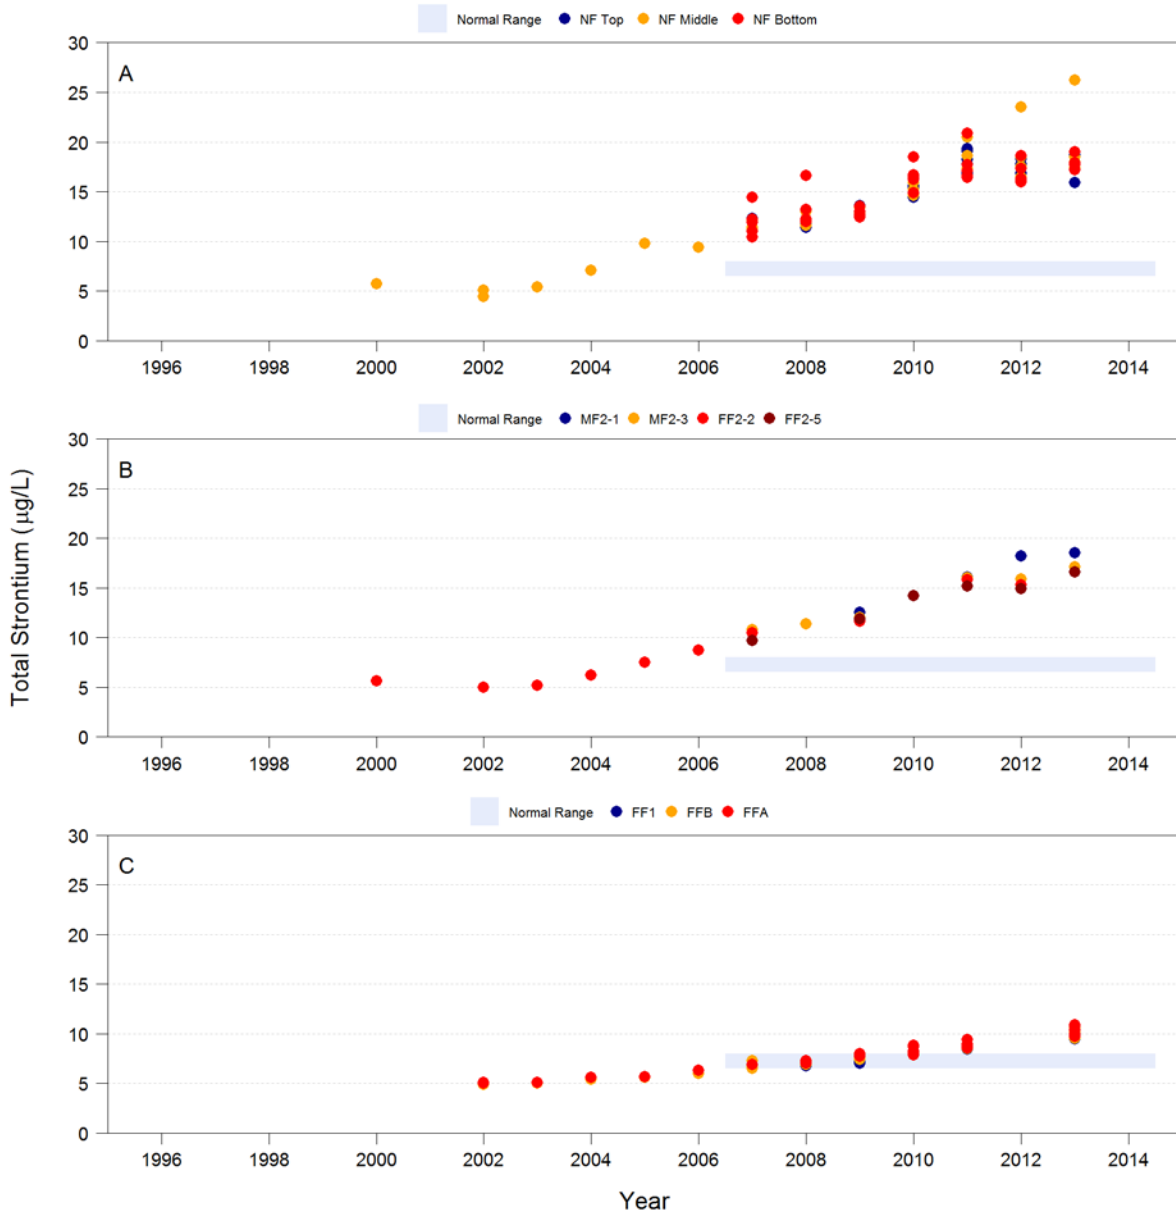 Normal Range NF Top NF Middle NF Bottom
A
30
25
20
15
10
5
0
1996 1998 2000 2002 2004 2006 2008 2010 2012 2014
Normal Range MF2-1 MF2-3 FF2-2 FF2-5
B
30
25
20
15
10
5
0
1996 1998 2000 2002 2004 2006 2008 2010 2012 2014
Total Strontium (μg/L)
Normal Range FF1 FFB FFA
C
30
25
20
15
10
5
0
1996 1998 2000 2002 2004 2006 2008 2010 2012 2014
Year